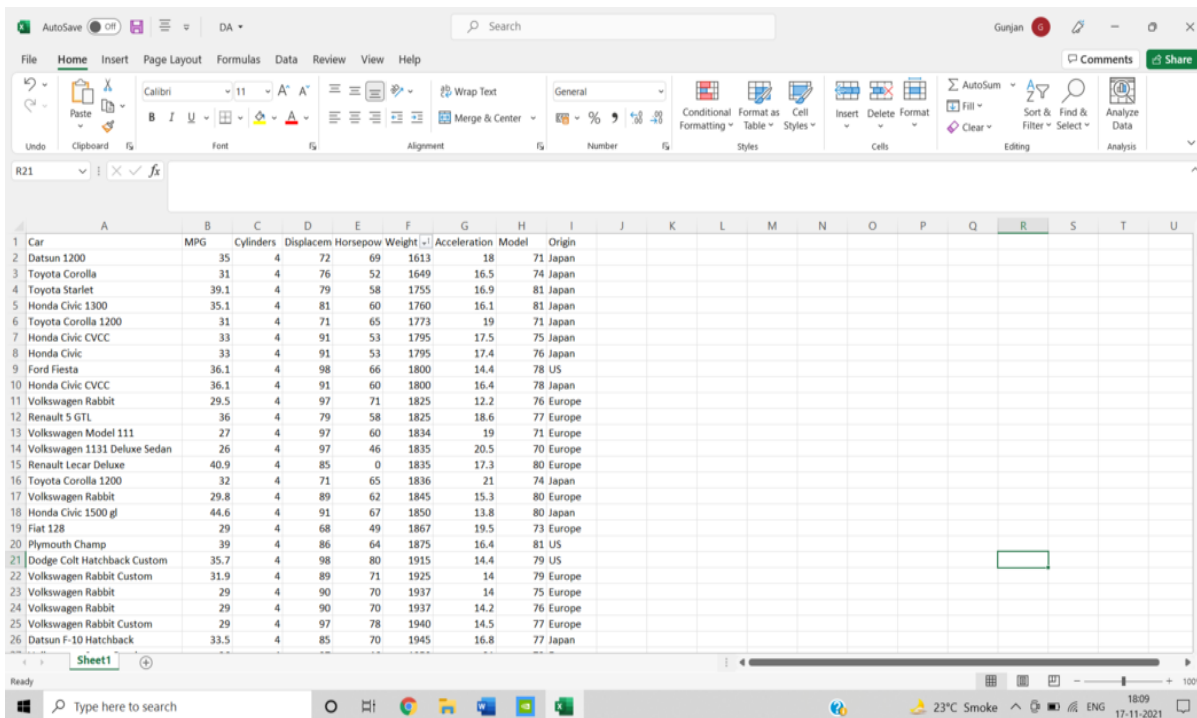 AutoSave Off DA Search Gunjan G
File Home Insert Page Layout Formulas Data Review View Help Comments Share
Calibri 11 Wrap Text General AutoSum
Paste B I U Merge & Center Conditional Formatting Format as Table Cell Styles Insert Delete Format Fill Clear Sort & Filter Find & Select Analyze Data
Undo Clipboard Font Alignment Number Styles Cells Editing Analysis
R21 fx
A B C D E F G H I J K L M N O P Q R S T U
1 Car MPG Cylinders Displacem Horsepow Weight Acceleration Model Origin
2 Datsun 1200 35 4 72 69 1613 18 71 Japan
3 Toyota Corolla 31 4 76 52 1649 16.5 74 Japan
4 Toyota Starlet 39.1 4 79 58 1755 16.9 81 Japan
5 Honda Civic 1300 35.1 4 81 60 1760 16.1 81 Japan
6 Toyota Corolla 1200 31 4 71 65 1773 19 71 Japan
7 Honda Civic CVCC 33 4 91 53 1795 17.5 75 Japan
8 Honda Civic 33 4 91 53 1795 17.4 76 Japan
9 Ford Fiesta 36.1 4 98 66 1800 14.4 78 US
10 Honda Civic CVCC 36.1 4 91 60 1800 16.4 78 Japan
11 Volkswagen Rabbit 29.5 4 97 71 1825 12.2 76 Europe
12 Renault 5 GTL 36 4 79 58 1825 18.6 77 Europe
13 Volkswagen Model 111 27 4 97 60 1834 19 71 Europe
14 Volkswagen 1131 Deluxe Sedan 26 4 97 46 1835 20.5 70 Europe
15 Renault Lecar Deluxe 40.9 4 85 0 1835 17.3 80 Europe
16 Toyota Corolla 1200 32 4 71 65 1836 21 74 Japan
17 Volkswagen Rabbit 29.8 4 89 62 1845 15.3 80 Europe
18 Honda Civic 1500 gl 44.6 4 91 67 1850 13.8 80 Japan
19 Fiat 128 29 4 68 49 1867 19.5 73 Europe
20 Plymouth Champ 39 4 86 64 1875 16.4 81 US
21 Dodge Colt Hatchback Custom 35.7 4 98 80 1915 14.4 79 US
22 Volkswagen Rabbit Custom 31.9 4 89 71 1925 14 79 Europe
23 Volkswagen Rabbit 29 4 90 70 1937 14 75 Europe
24 Volkswagen Rabbit 29 4 90 70 1937 14.2 76 Europe
25 Volkswagen Rabbit Custom 29 4 97 78 1940 14.5 77 Europe
26 Datsun F-10 Hatchback 33.5 4 85 70 1945 16.8 77 Japan
Sheet1
Ready 100
Type here to search 23°C Smoke ENG 18:09
17-11-2021